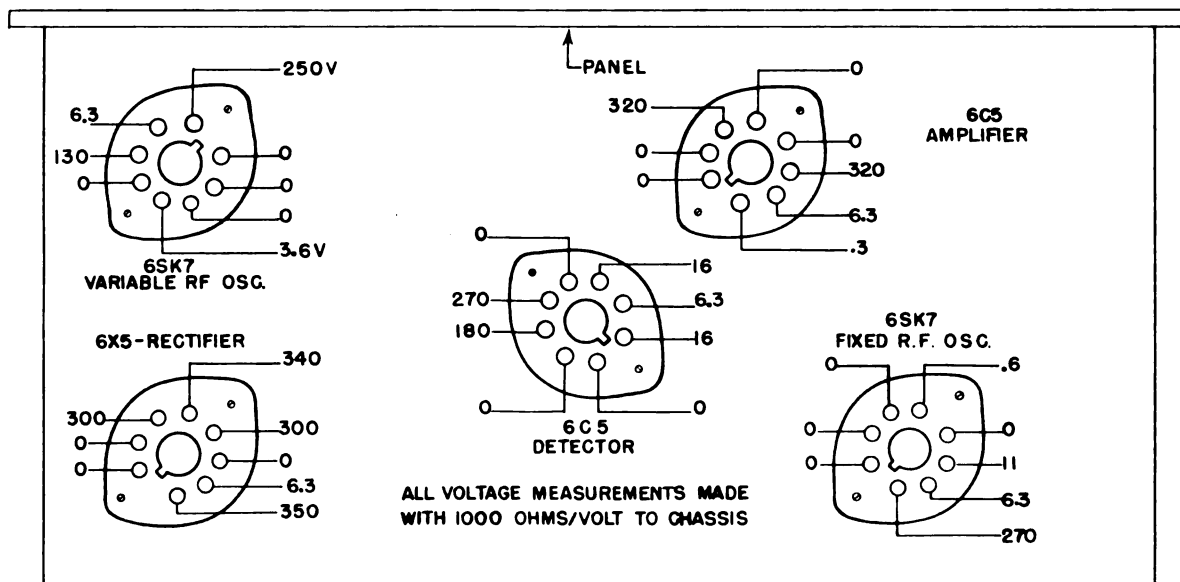 250V
6.3
130
0
0
0
0
3.6V
6SK7
VARIABLE RF OSC.
PANEL
0
320
6C5
AMPLIFIER
0
0
0
320
6.3
.3
0
16
270
6.3
180
16
0
0
6C5
DETECTOR
6X5-RECTIFIER
340
300
300
0
0
0
6.3
350
6SK7
FIXED R.F. OSC.
0
.6
0
0
0
11
6.3
270
ALL VOLTAGE MEASUREMENTS MADE
WITH 1000 OHMS/VOLT TO CHASSIS